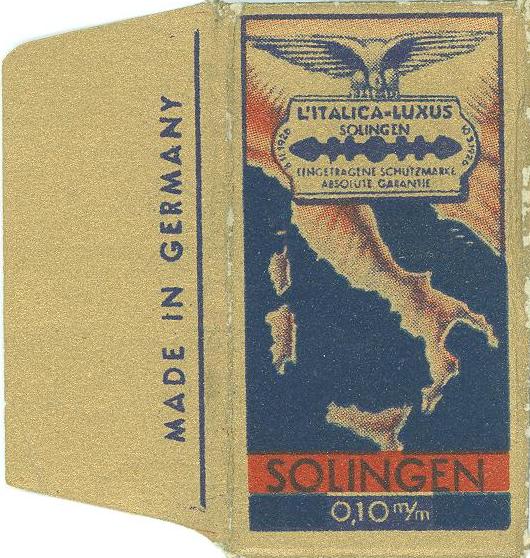 MADE IN GERMANY
L'ITALICA-LUXUS
SOLINGEN
EINGETRAGENE SCHUTZMARKE
ABSOLUTE GARANTIE
SOLINGEN
0,10 m/m